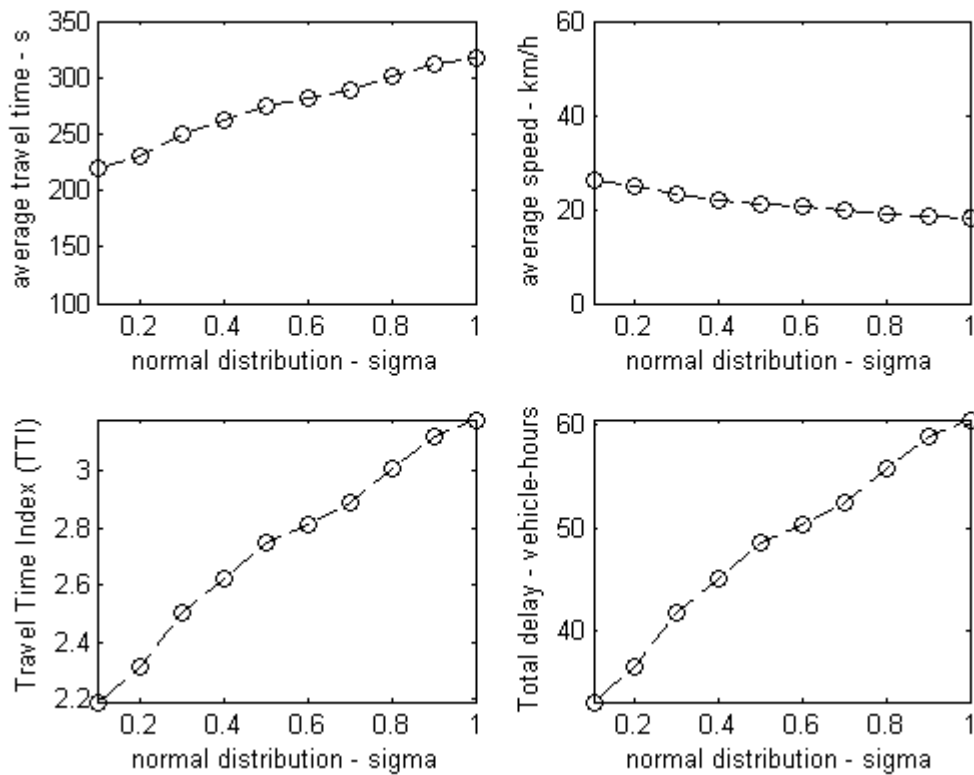 average travel time - s
350
300
250
200
150
100
0.2 0.4 0.6 0.8 1
normal distribution - sigma
average speed - km/h
60
40
20
0
0.2 0.4 0.6 0.8 1
normal distribution - sigma
Travel Time Index (TTI)
3
2.8
2.6
2.4
2.2
0.2 0.4 0.6 0.8 1
normal distribution - sigma
Total delay - vehicle-hours
60
50
40
0.2 0.4 0.6 0.8 1
normal distribution - sigma